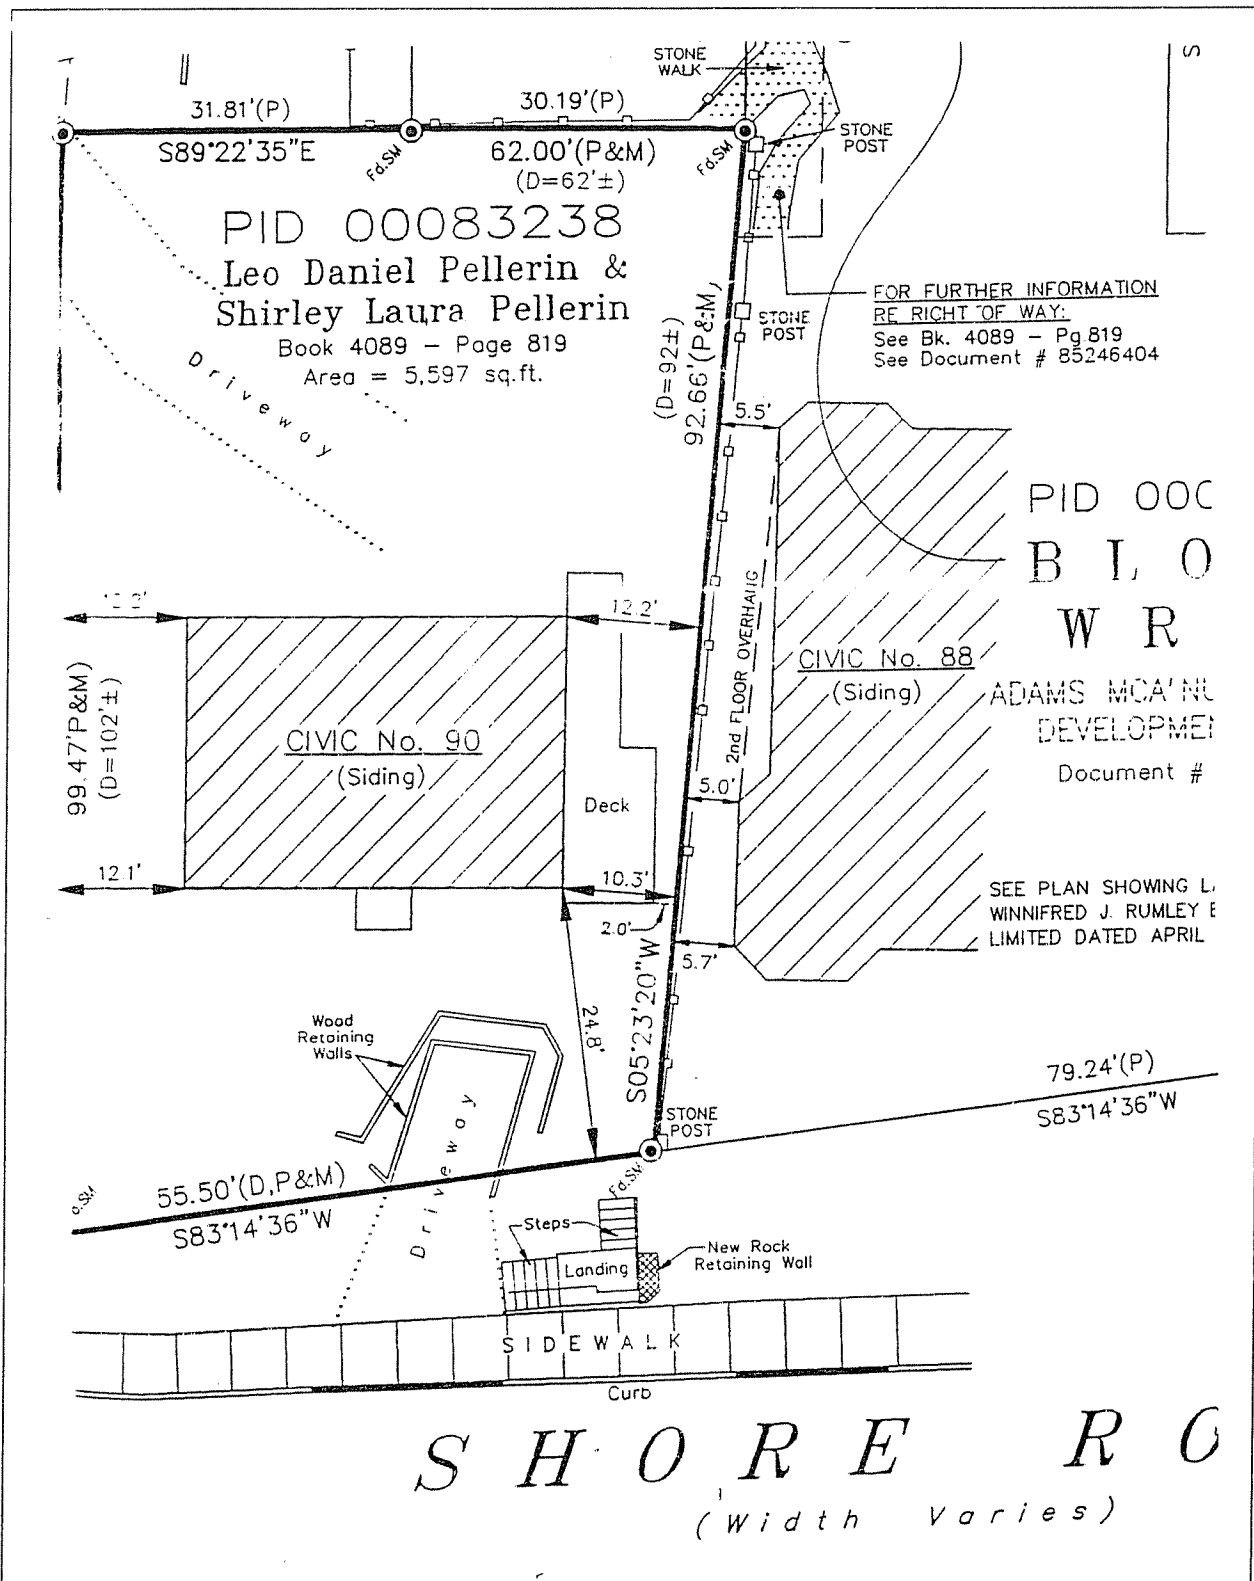 STONE
WALK
31.81'(P)
30.19'(P)
S89°22'35"E
Fd.SM
62.00'(P&M)
(D=62'±)
Fd.SM
STONE
POST
PID 00083238
Leo Daniel Pellerin &
Shirley Laura Pellerin
Book 4089 – Page 819
Area = 5,597 sq.ft.
Driveway
92.66'(P&M)
(D=92±)
STONE
POST
FOR FURTHER INFORMATION
RE RICHT OF WAY:
See Bk. 4089 – Pg 819
See Document # 85246404
5.5'
PID 000
B L O
W R
ADAMS MCA'NU
DEVELOPMEN
Document #
12.2'
2nd FLOOR OVERHANG
CIVIC No. 88
(Siding)
99.47'P&M)
(D=102'±)
CIVIC No. 90
(Siding)
Deck
5.0'
12.1'
10.3'
2.0'
5.7'
SEE PLAN SHOWING L
WINNIFRED J. RUMLEY
LIMITED DATED APRIL
24.8'
S05°23'20"W
Wood
Retaining
Walls
79.24'(P)
S83°14'36"W
STONE
POST
Fd.SM
55.50'(D,P&M)
S83°14'36"W
Driveway
Steps
Landing
New Rock
Retaining Wall
SIDEWALK
Curb
SHORE RO
(Width Varies)